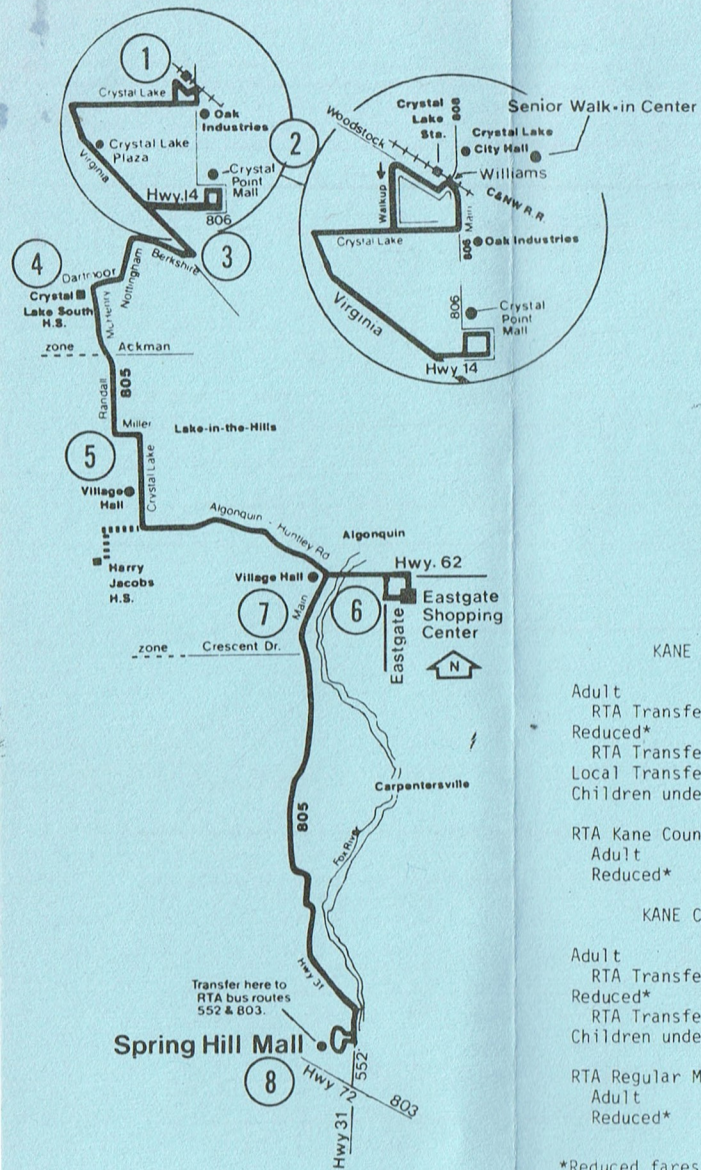 1
Crystal Lake
Oak
Industries
Crystal Lake
Plaza
Virginia
Crystal
Point
Mall
Hwy.14
806
2
3
Berkshire
4
Dartmoor
Nottingham
Crystal
Lake South
H.S.
McHenry
zone
Ackman
Randall
805
Miller
Lake-in-the-Hills
5
Crystal Lake
Village
Hall
Harry
Jacobs
H.S.
Algonquin - Huntley Rd
Algonquin
Village Hall
Hwy. 62
7
Main
6
Eastgate
Shopping
Center
Eastgate
N
zone
Crescent Dr.
805
Carpentersville
Fox River
Hwy 31
Transfer here to
RTA bus routes
552 & 803.
Spring Hill Mall
8
552
Hwy 72
803
Hwy 31
Crystal
Lake
Sta.
806
Senior Walk-in Center
Woodstock
Crystal Lake
City Hall
Williams
C&NW R.R.
Walkup
Main
Crystal Lake
806
Oak Industries
Virginia
806
Crystal
Point
Mall
Hwy 14
KANE
Adult
RTA Transfe
Reduced*
RTA Transfe
Local Transfe
Children unde
RTA Kane Coun
Adult
Reduced*
KANE C
Adult
RTA Transfe
Reduced*
RTA Transfe
Children unde
RTA Regular M
Adult
Reduced*
*Reduced fares